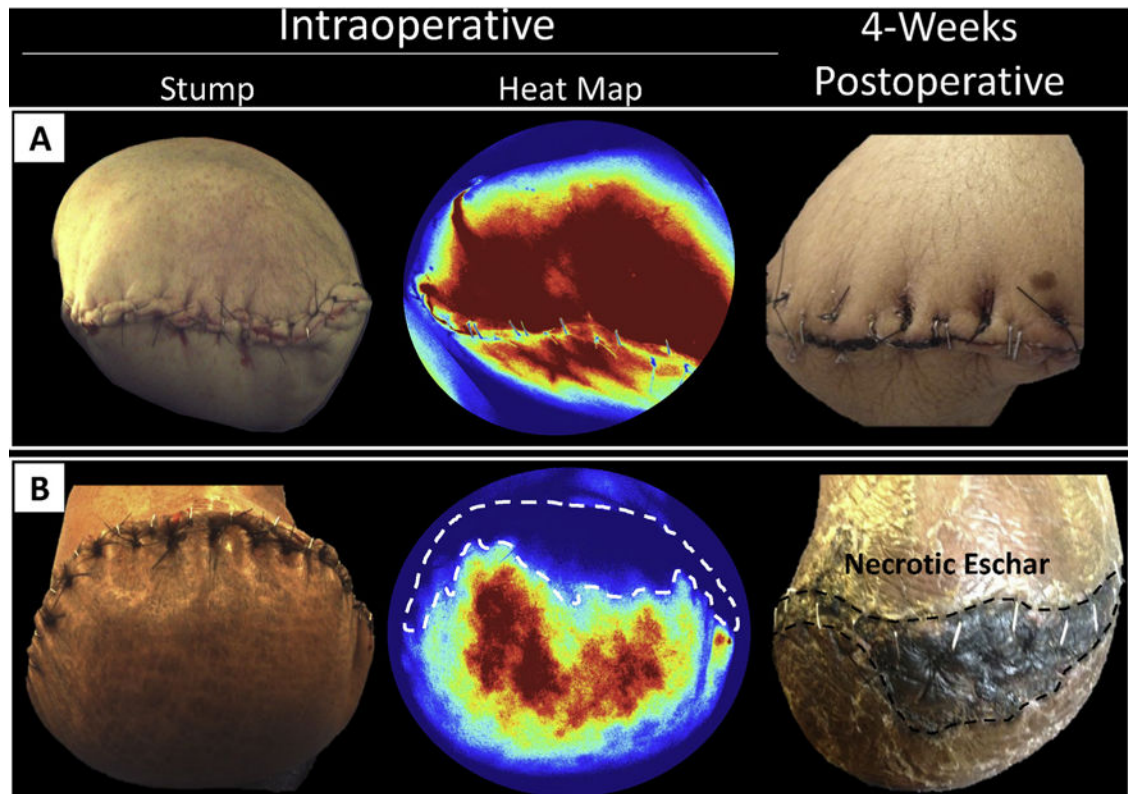 Intraoperative
4-Weeks
Postoperative
Stump
Heat Map
A
B
Necrotic Eschar